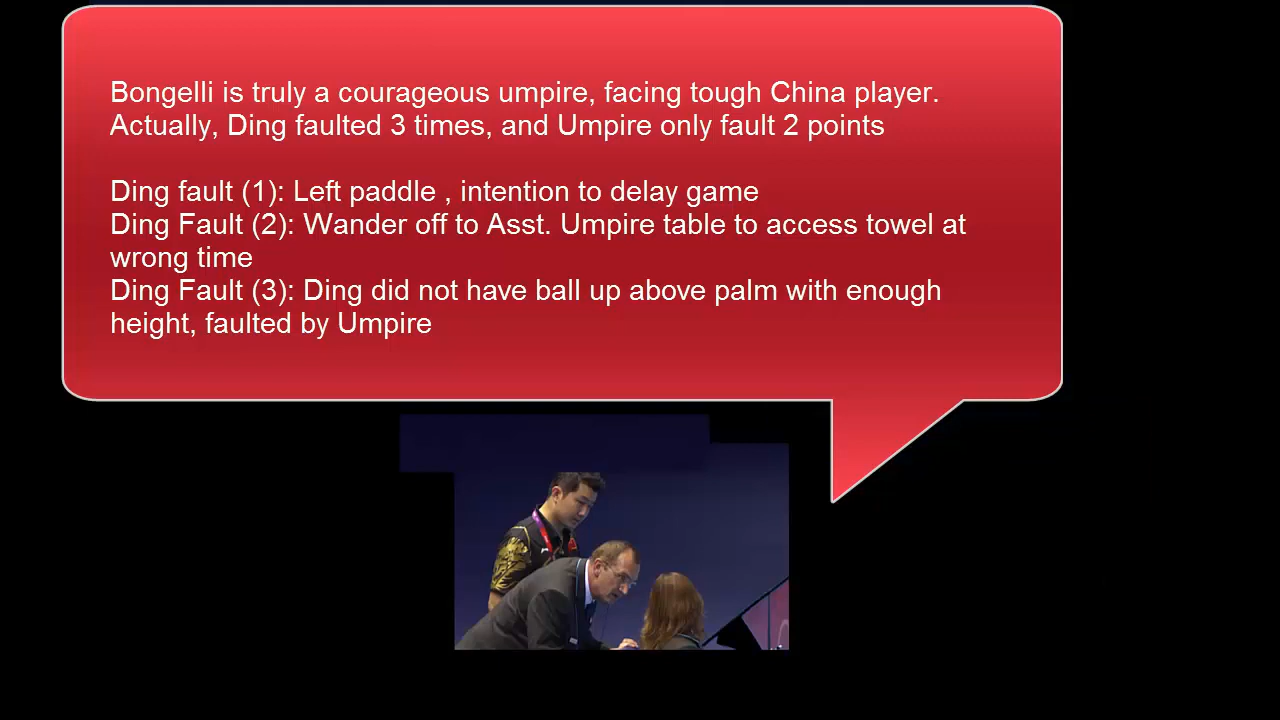 Bongelli is truly a courageous umpire, facing tough China player.
Actually, Ding faulted 3 times, and Umpire only fault 2 points
Ding fault (1): Left paddle , intention to delay game
Ding Fault (2): Wander off to Asst. Umpire table to access towel at
wrong time
Ding Fault (3): Ding did not have ball up above palm with enough
height, faulted by Umpire